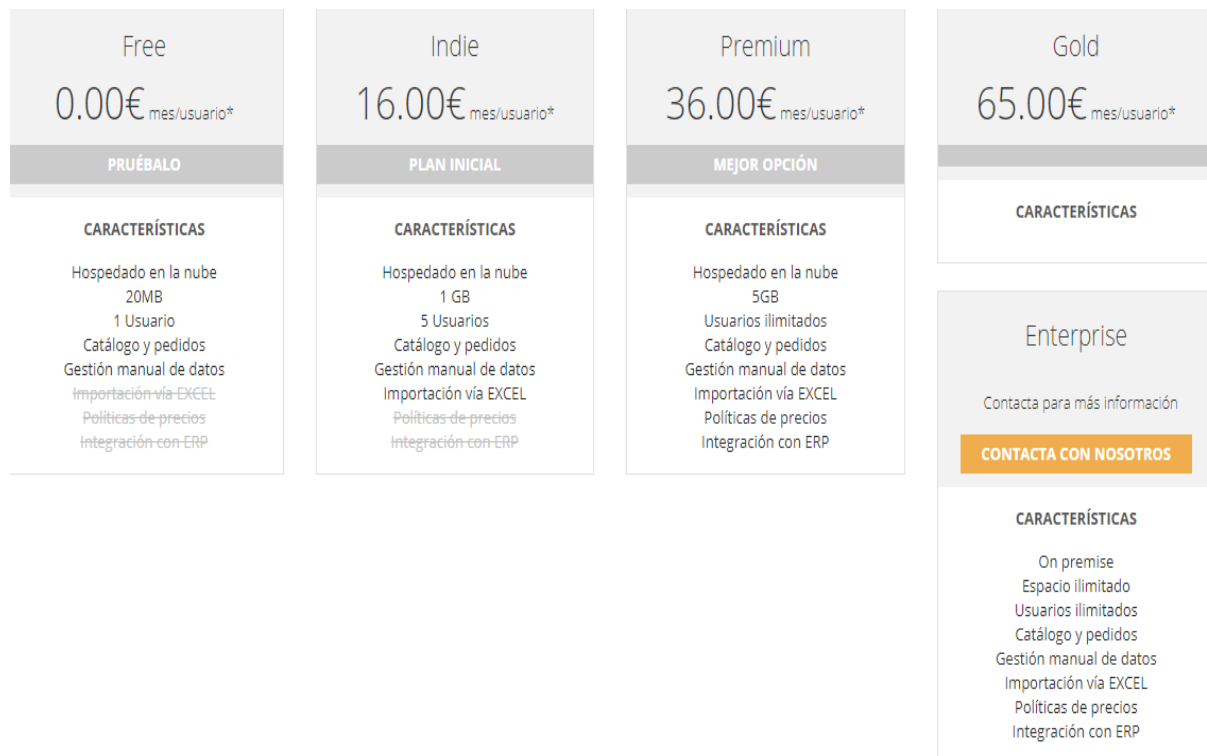 Free
0.00€ mes/usuario*
PRUÉBALO
CARACTERÍSTICAS
Hospedado en la nube
20MB
1 Usuario
Catálogo y pedidos
Gestión manual de datos
Importación vía EXCEL
Políticas de precios
Integración con ERP
Indie
16.00€ mes/usuario*
PLAN INICIAL
CARACTERÍSTICAS
Hospedado en la nube
1 GB
5 Usuarios
Catálogo y pedidos
Gestión manual de datos
Importación vía EXCEL
Políticas de precios
Integración con ERP
Premium
36.00€ mes/usuario*
MEJOR OPCIÓN
CARACTERÍSTICAS
Hospedado en la nube
5GB
Usuarios ilimitados
Catálogo y pedidos
Gestión manual de datos
Importación vía EXCEL
Políticas de precios
Integración con ERP
Gold
65.00€ mes/usuario*
CARACTERÍSTICAS
Enterprise
Contacta para más información
CONTACTA CON NOSOTROS
CARACTERÍSTICAS
On premise
Espacio ilimitado
Usuarios ilimitados
Catálogo y pedidos
Gestión manual de datos
Importación vía EXCEL
Políticas de precios
Integración con ERP